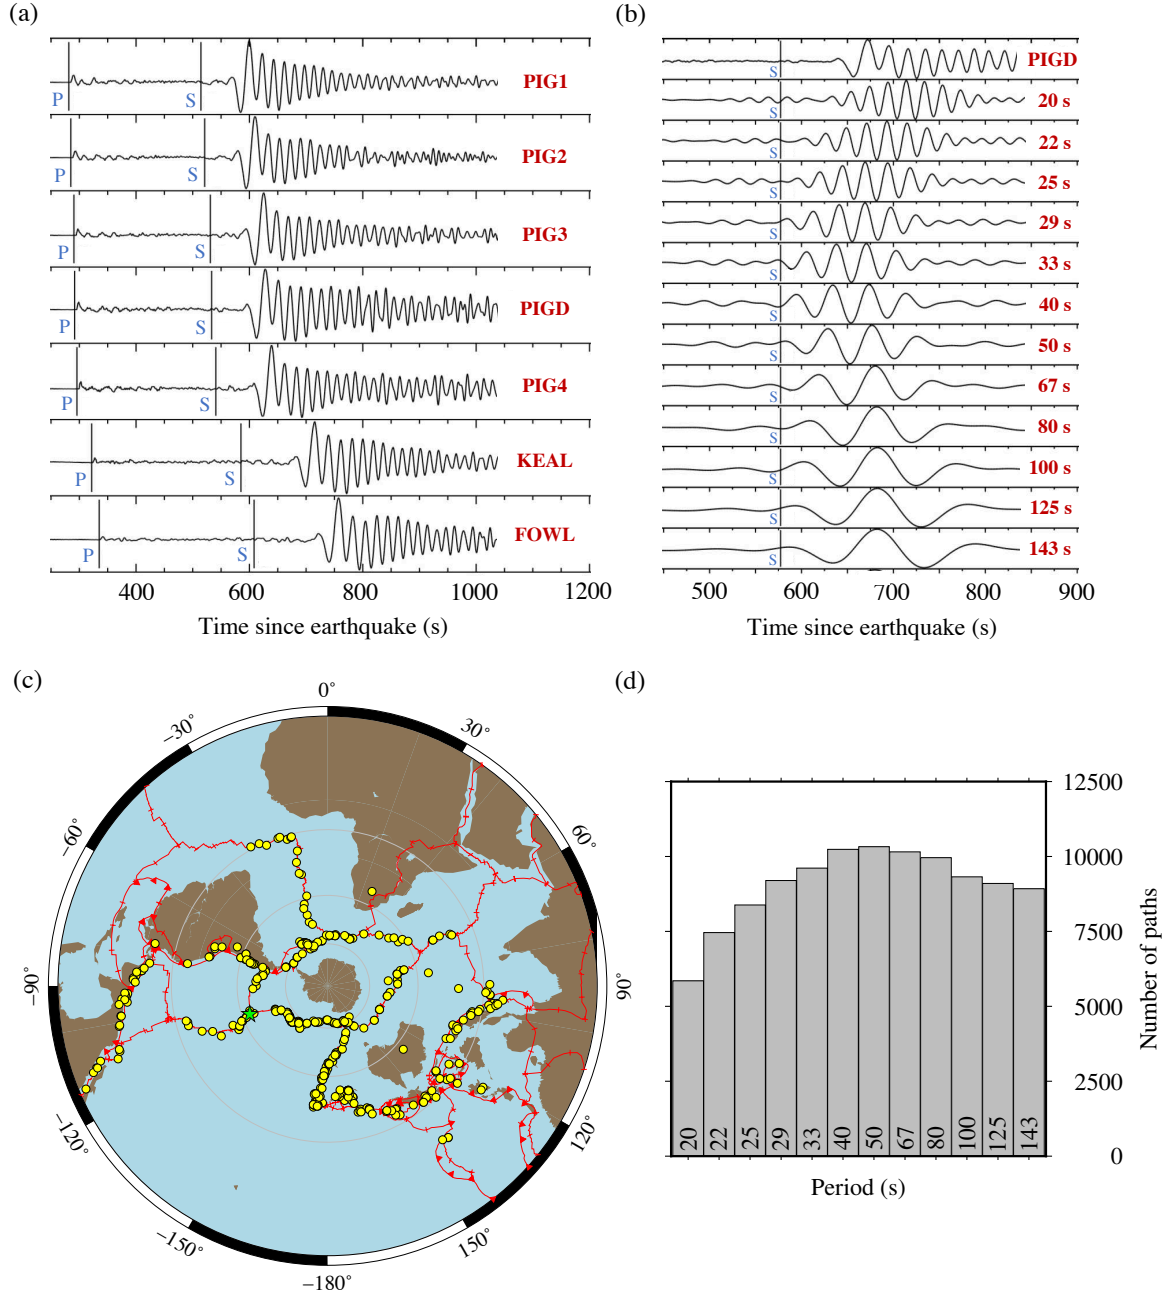 (a)
P
S
PIG1
P
S
PIG2
P
S
PIG3
P
S
PIGD
P
S
PIG4
P
S
KEAL
P
S
FOWL
400
600
800
1000
1200
Time since earthquake (s)
(b)
S
PIGD
S
20 s
S
22 s
S
25 s
S
29 s
S
33 s
S
40 s
S
50 s
S
67 s
S
80 s
S
100 s
S
125 s
S
143 s
500
600
700
800
900
Time since earthquake (s)
(c)
0°
30°
60°
90°
120°
150°
−180°
−150°
−120°
−90°
−60°
−30°
(d)
12500
10000
7500
5000
2500
0
Number of paths
20
22
25
29
33
40
50
67
80
100
125
143
Period (s)